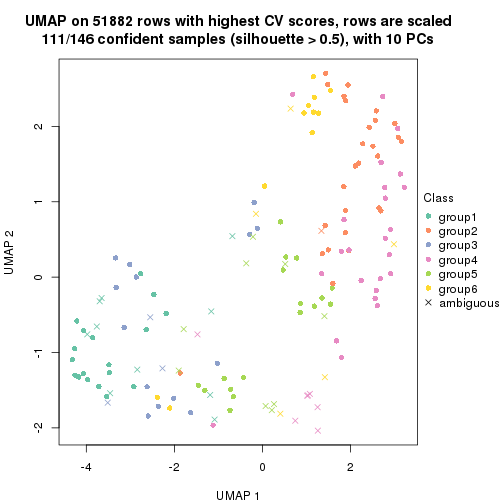 UMAP on 51882 rows with highest CV scores, rows are scaled
111/146 confident samples (silhouette > 0.5), with 10 PCs
UMAP 2
2
1
0
-1
-2
-4
-2
0
2
UMAP 1
Class
group1
group2
group3
group4
group5
group6
ambiguous